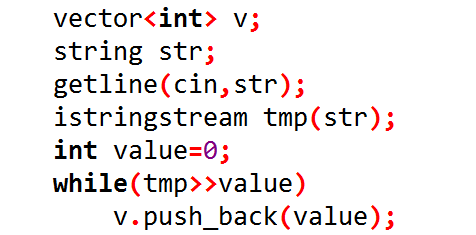 vector<int> v;
string str;
getline(cin,str);
istringstream tmp(str);
int value=0;
while(tmp>>value)
    v.push_back(value);